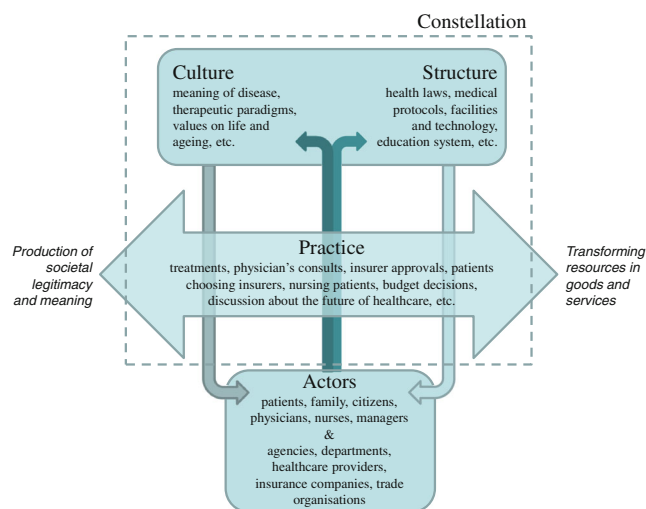 Constellation
Culture
meaning of disease,
therapeutic paradigms,
values on life and
ageing, etc.
Structure
health laws, medical
protocols, facilities
and technology,
education system, etc.
Production of
societal
legitimacy
and meaning
Practice
treatments, physician's consults, insurer approvals, patients
choosing insurers, nursing patients, budget decisions,
discussion about the future of healthcare, etc.
Transforming
resources in
goods and
services
Actors
patients, family, citizens,
physicians, nurses, managers
&
agencies, departments,
healthcare providers,
insurance companies, trade
organisations